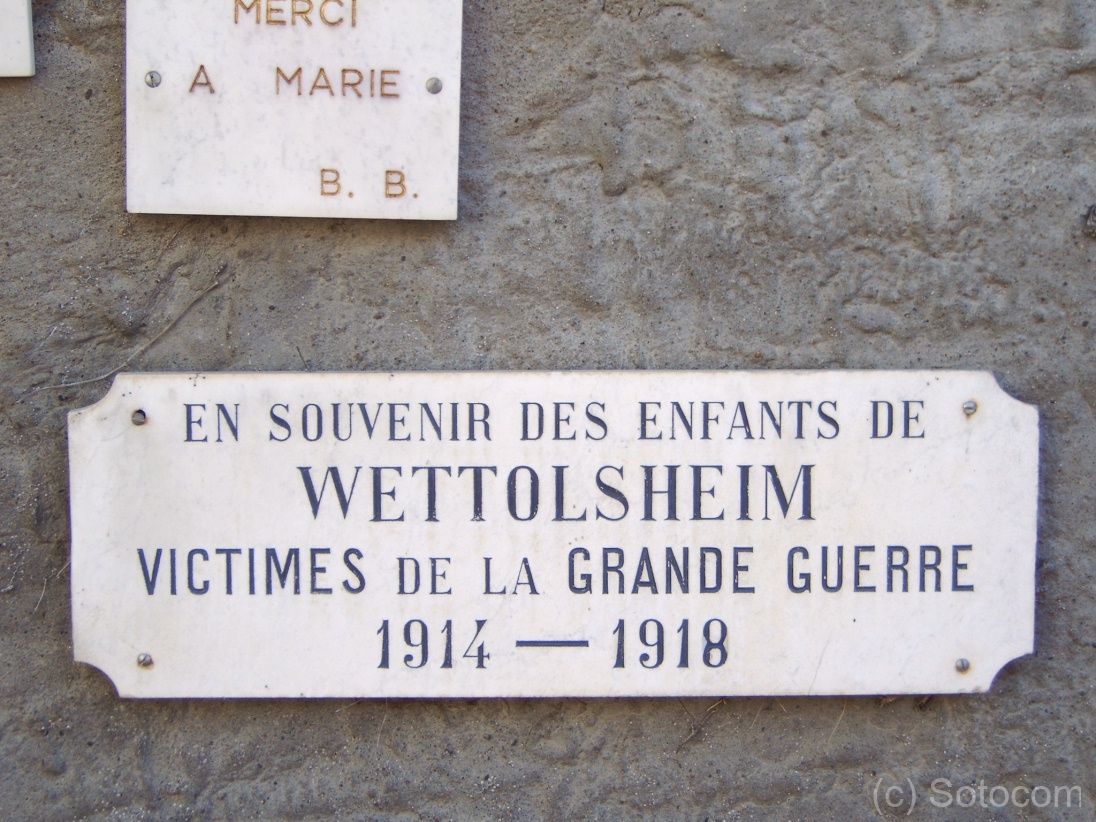 MERCI
A MARIE
B. B.
EN SOUVENIR DES ENFANTS DE
WETTOLSHEIM
VICTIMES DE LA GRANDE GUERRE
1914 — 1918
(c) Sotocom